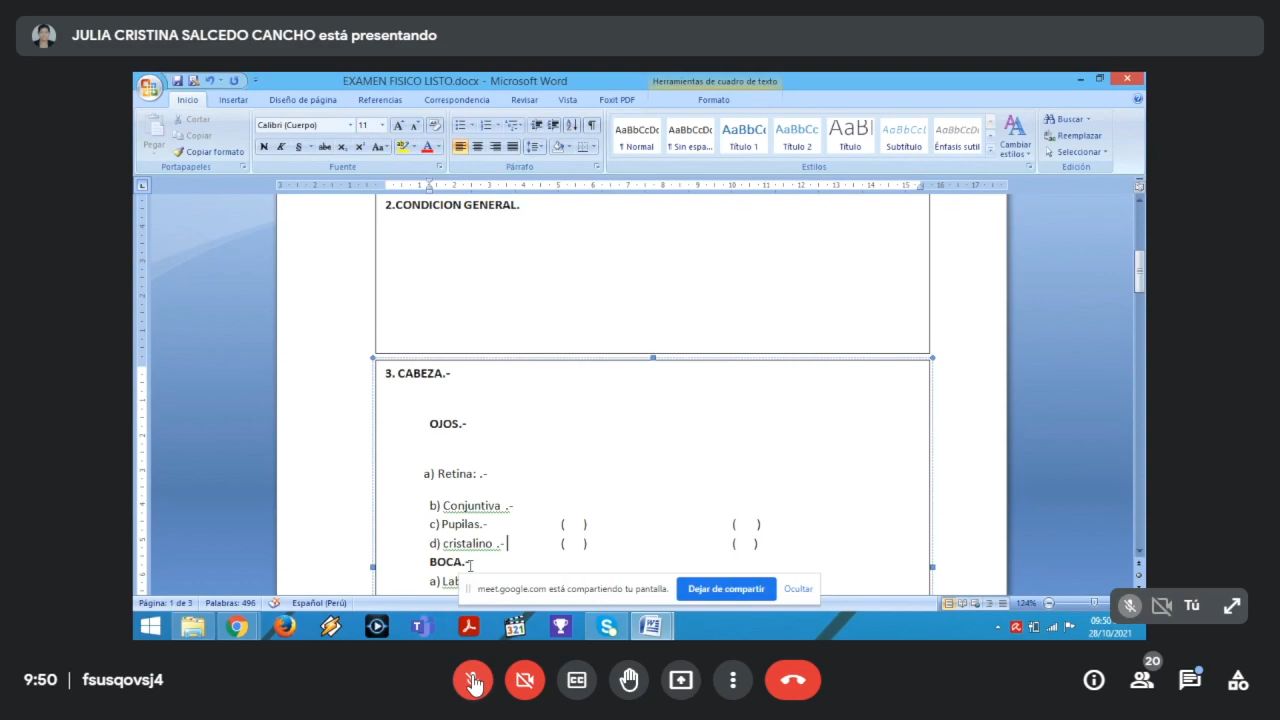 JULIA CRISTINA SALCEDO CANCHO está presentando
EXAMEN FISICO LISTO.docx - Microsoft Word
Herramientas de cuadro de texto
Inicio Insertar Diseño de página Referencias Correspondencia Revisar Vista Foxit PDF Formato
Pegar
Cortar
Copiar
Copiar formato
Portapapeles
Calibri (Cuerpo) 11
Fuente
Párrafo
AaBbCcDc AaBbCcDc AaBbC AaBbCc AaB AaBbCcI AaBbCcDc
¶ Normal ¶ Sin espa... Título 1 Título 2 Título Subtítulo Énfasis sutil
Cambiar estilos
Estilos
Buscar
Reemplazar
Seleccionar
Edición
2.CONDICION GENERAL.
3. CABEZA.-
OJOS.-
a) Retina: .-
b) Conjuntiva .-
c) Pupilas.- ( ) ( )
d) cristalino .- ( ) ( )
BOCA.-
a) Lab
meet.google.com está compartiendo tu pantalla. Dejar de compartir Ocultar
Página: 1 de 3 Palabras: 496 Español (Perú) 124%
321
09:50
28/10/2021
Tú
9:50 | fsusqovsj4
20